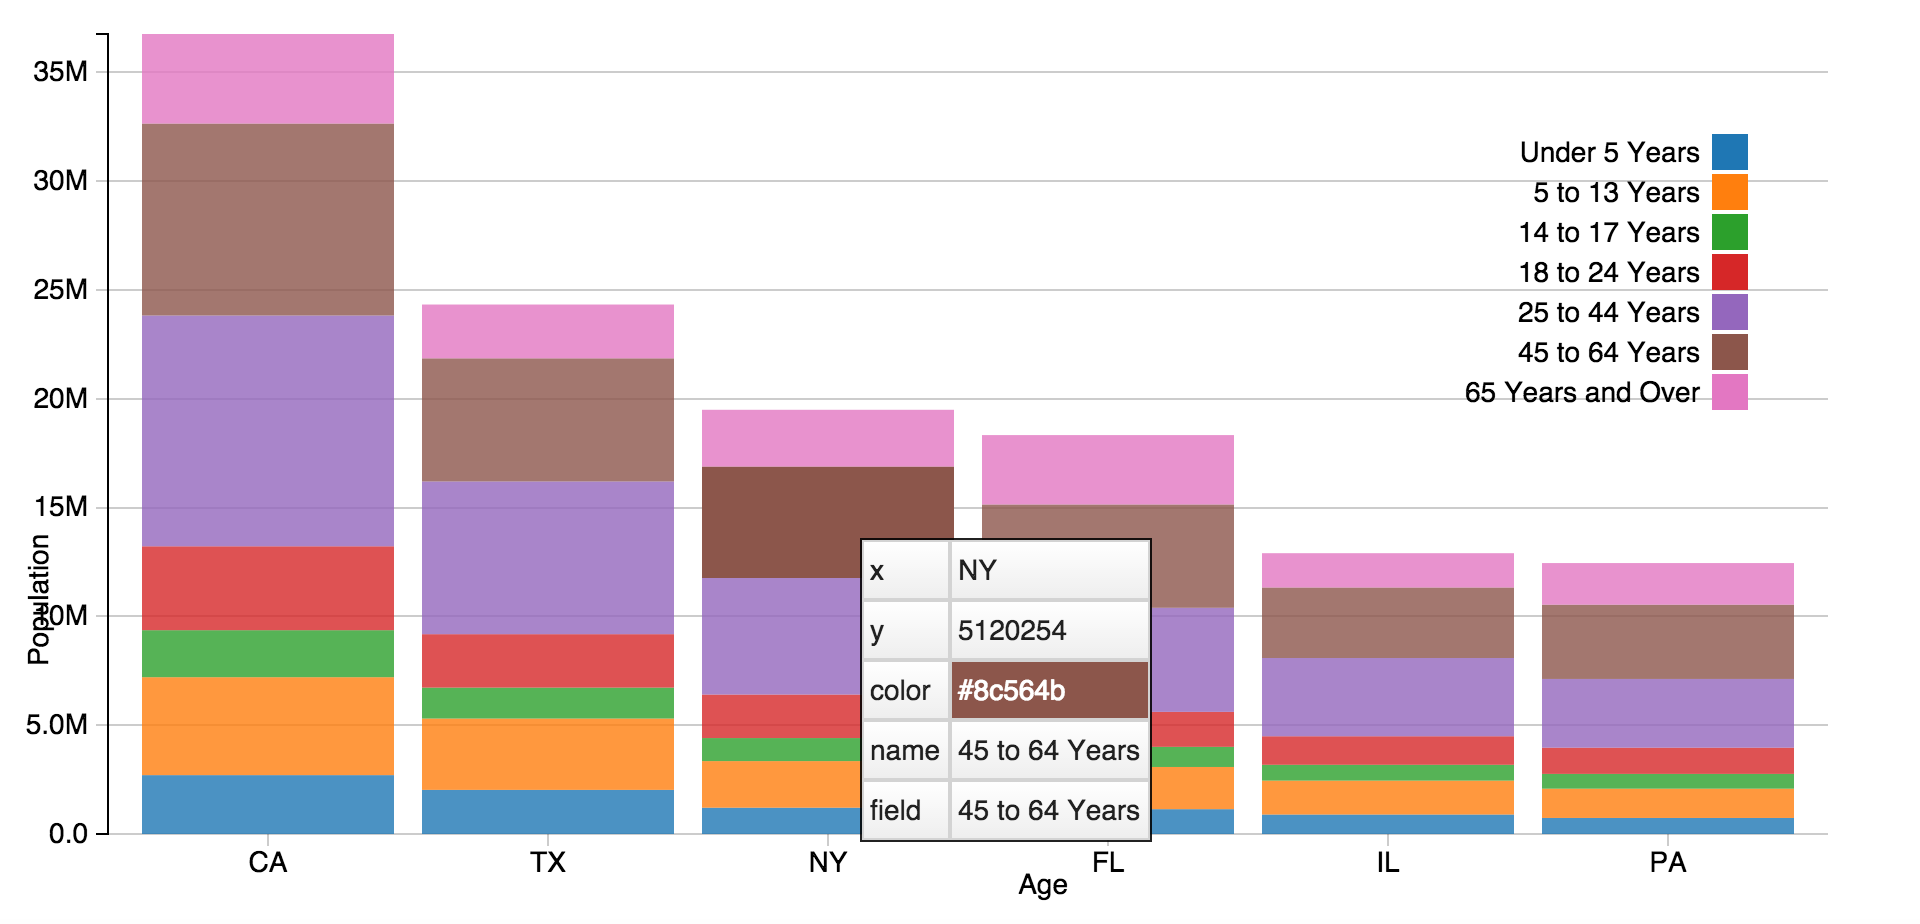 35M
30M
25M
20M
15M
10M
5.0M
0.0
Population
Under 5 Years
5 to 13 Years
14 to 17 Years
18 to 24 Years
25 to 44 Years
45 to 64 Years
65 Years and Over
x NY
y 5120254
color #8c564b
name 45 to 64 Years
field 45 to 64 Years
CA TX NY FL IL PA
Age